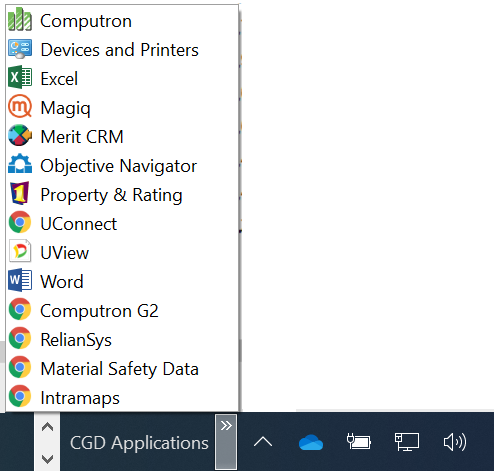 Computron
Devices and Printers
Excel
Magiq
Merit CRM
Objective Navigator
Property & Rating
UConnect
UView
Word
Computron G2
RelianSys
Material Safety Data
Intramaps
CGD Applications